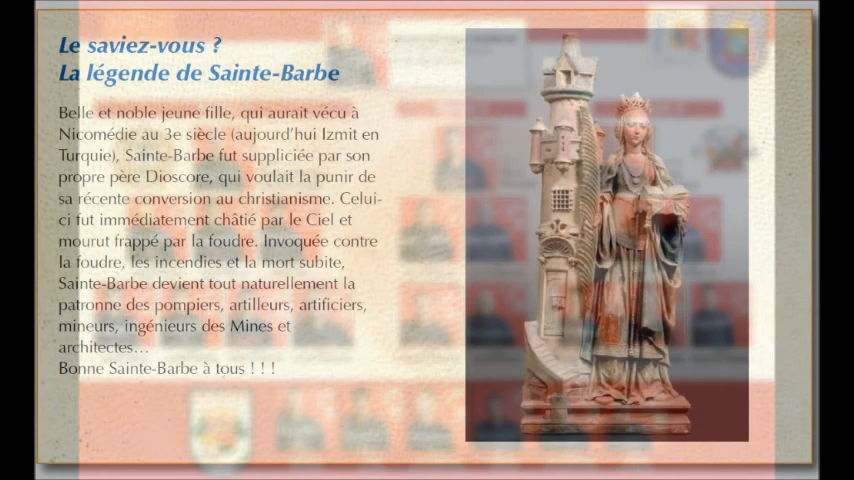 Le saviez-vous ?
La légende de Sainte-Barbe
Belle et noble jeune fille, qui aurait vécu à
Nicomédie au 3e siècle (aujourd'hui Izmit en
Turquie), Sainte-Barbe fut suppliciée par son
propre père Dioscore, qui voulait la punir de
sa récente conversion au christianisme. Celui-
ci fut immédiatement châtié par le Ciel et
mourut frappé par la foudre. Invoquée contre
la foudre, les incendies et la mort subite,
Sainte-Barbe devient tout naturellement la
patronne des pompiers, artilleurs, artificiers,
mineurs, ingénieurs des Mines et
architectes…
Bonne Sainte-Barbe à tous ! ! !